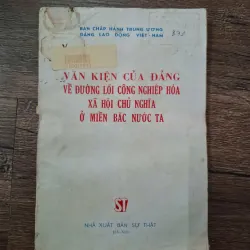 BAN CHẤP HÀNH TRUNG ƯƠNG
ĐẢNG LAO ĐỘNG VIỆT NAM
VĂN KIỆN CỦA ĐẢNG
VỀ ĐƯỜNG LỐI CÔNG NGHIỆP HÓA
XÃ HỘI CHỦ NGHĨA
Ở MIỀN BẮC NƯỚC TA
ST
NHÀ XUẤT BẢN SỰ THẬT